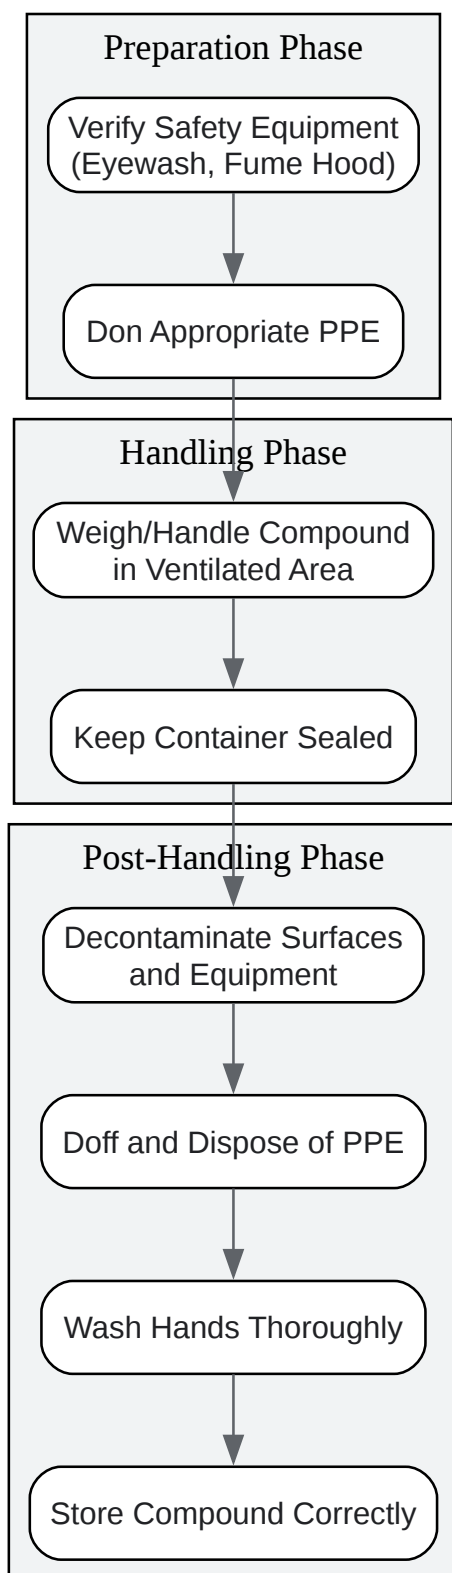 Preparation Phase
Verify Safety Equipment
(Eyewash, Fume Hood)
Don Appropriate PPE
Handling Phase
Weigh/Handle Compound
in Ventilated Area
Keep Container Sealed
Post-Handling Phase
Decontaminate Surfaces
and Equipment
Doff and Dispose of PPE
Wash Hands Thoroughly
Store Compound Correctly